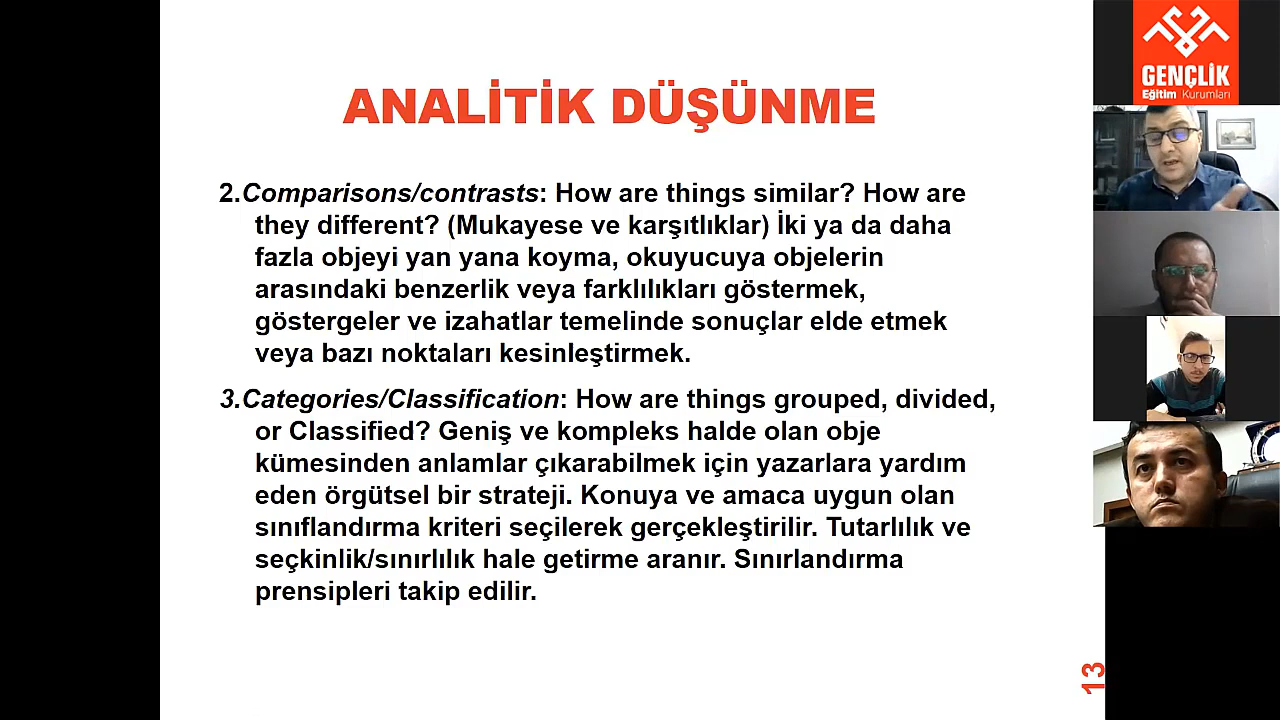 ANALİTİK DÜŞÜNME
2.Comparisons/contrasts: How are things similar? How are
they different? (Mukayese ve karşıtlıklar) İki ya da daha
fazla objeyi yan yana koyma, okuyucuya objelerin
arasındaki benzerlik veya farklılıkları göstermek,
göstergeler ve izahatlar temelinde sonuçlar elde etmek
veya bazı noktaları kesinleştirmek.
3.Categories/Classification: How are things grouped, divided,
or Classified? Geniş ve kompleks halde olan obje
kümesinden anlamlar çıkarabilmek için yazarlara yardım
eden örgütsel bir strateji. Konuya ve amaca uygun olan
sınıflandırma kriteri seçilerek gerçekleştirilir. Tutarlılık ve
seçkinlik/sınırlılık hale getirme aranır. Sınırlandırma
prensipleri takip edilir.
13
GENÇLİK
Eğitim Kurumları